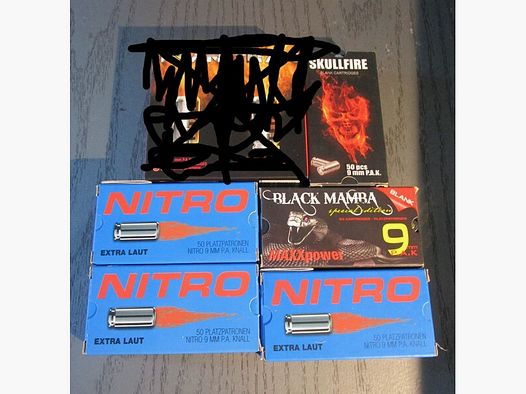 SKULLFIRE
BLANK CARTRIDGES
50 pcs
9 mm P.A.K.
NITRO
EXTRA LAUT
50 PLATZPATRONEN
NITRO 9 MM P.A. KNALL
BLACK MAMBA
special edition
BLANK
MAXXpower
9
mm
P.A.K
NITRO
EXTRA LAUT
50 PLATZPATRONEN
NITRO 9 MM P.A. KNALL
NITRO
EXTRA LAUT
50 PLATZPATRONEN
NITRO 9 MM P.A. KNALL